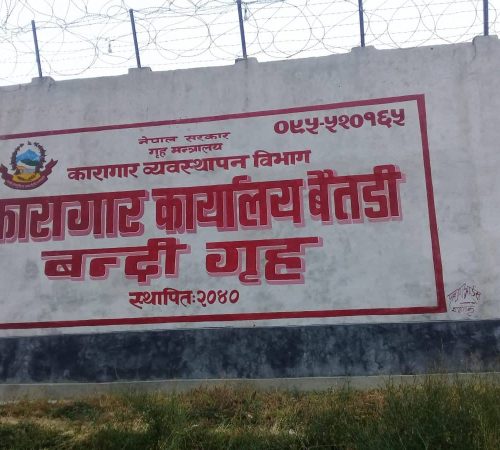 नेपाल सरकार
०९५-५२०१६५
गृह मन्त्रालय
कारागार व्यवस्थापन विभाग
कारागार कार्यालय बैतडी
बन्दी गृह
स्थापित:२०४०